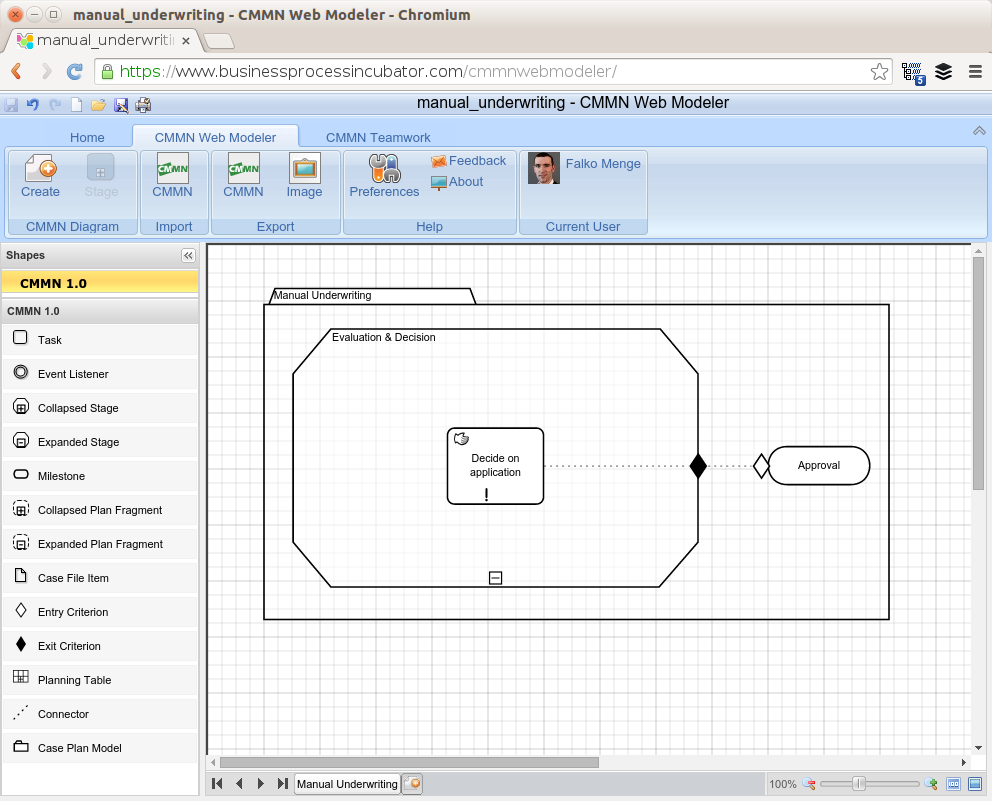 manual_underwriting - CMMN Web Modeler - Chromium
manual_underwriti
https://www.businessprocessincubator.com/cmmnwebmodeler/
5
manual_underwriting - CMMN Web Modeler
Home
CMMN Web Modeler
CMMN Teamwork
Create
Stage
CMMN Diagram
CMMN
CMMN
Import
CMMN
CMMN
Image
Export
Preferences
Feedback
About
Help
Falko Menge
Current User
Shapes
CMMN 1.0
CMMN 1.0
Task
Event Listener
Collapsed Stage
Expanded Stage
Milestone
Collapsed Plan Fragment
Expanded Plan Fragment
Case File Item
Entry Criterion
Exit Criterion
Planning Table
Connector
Case Plan Model
Manual Underwriting
Evaluation & Decision
Decide on
application
!
Approval
Manual Underwriting
100%